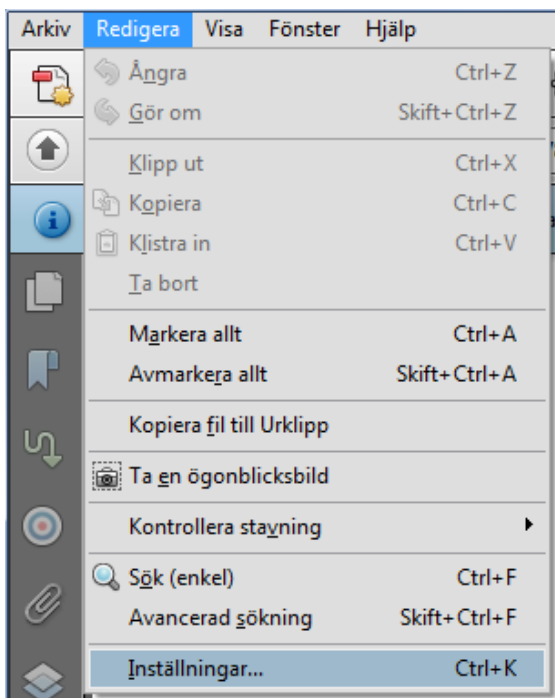 Arkiv Redigera Visa Fönster Hjälp
Ångra Ctrl+Z
Gör om Skift+Ctrl+Z
Klipp ut Ctrl+X
Kopiera Ctrl+C
Klistra in Ctrl+V
Ta bort
Markera allt Ctrl+A
Avmarkera allt Skift+Ctrl+A
Kopiera fil till Urklipp
Ta en ögonblicksbild
Kontrollera stavning
Sök (enkel) Ctrl+F
Avancerad sökning Skift+Ctrl+F
Inställningar... Ctrl+K